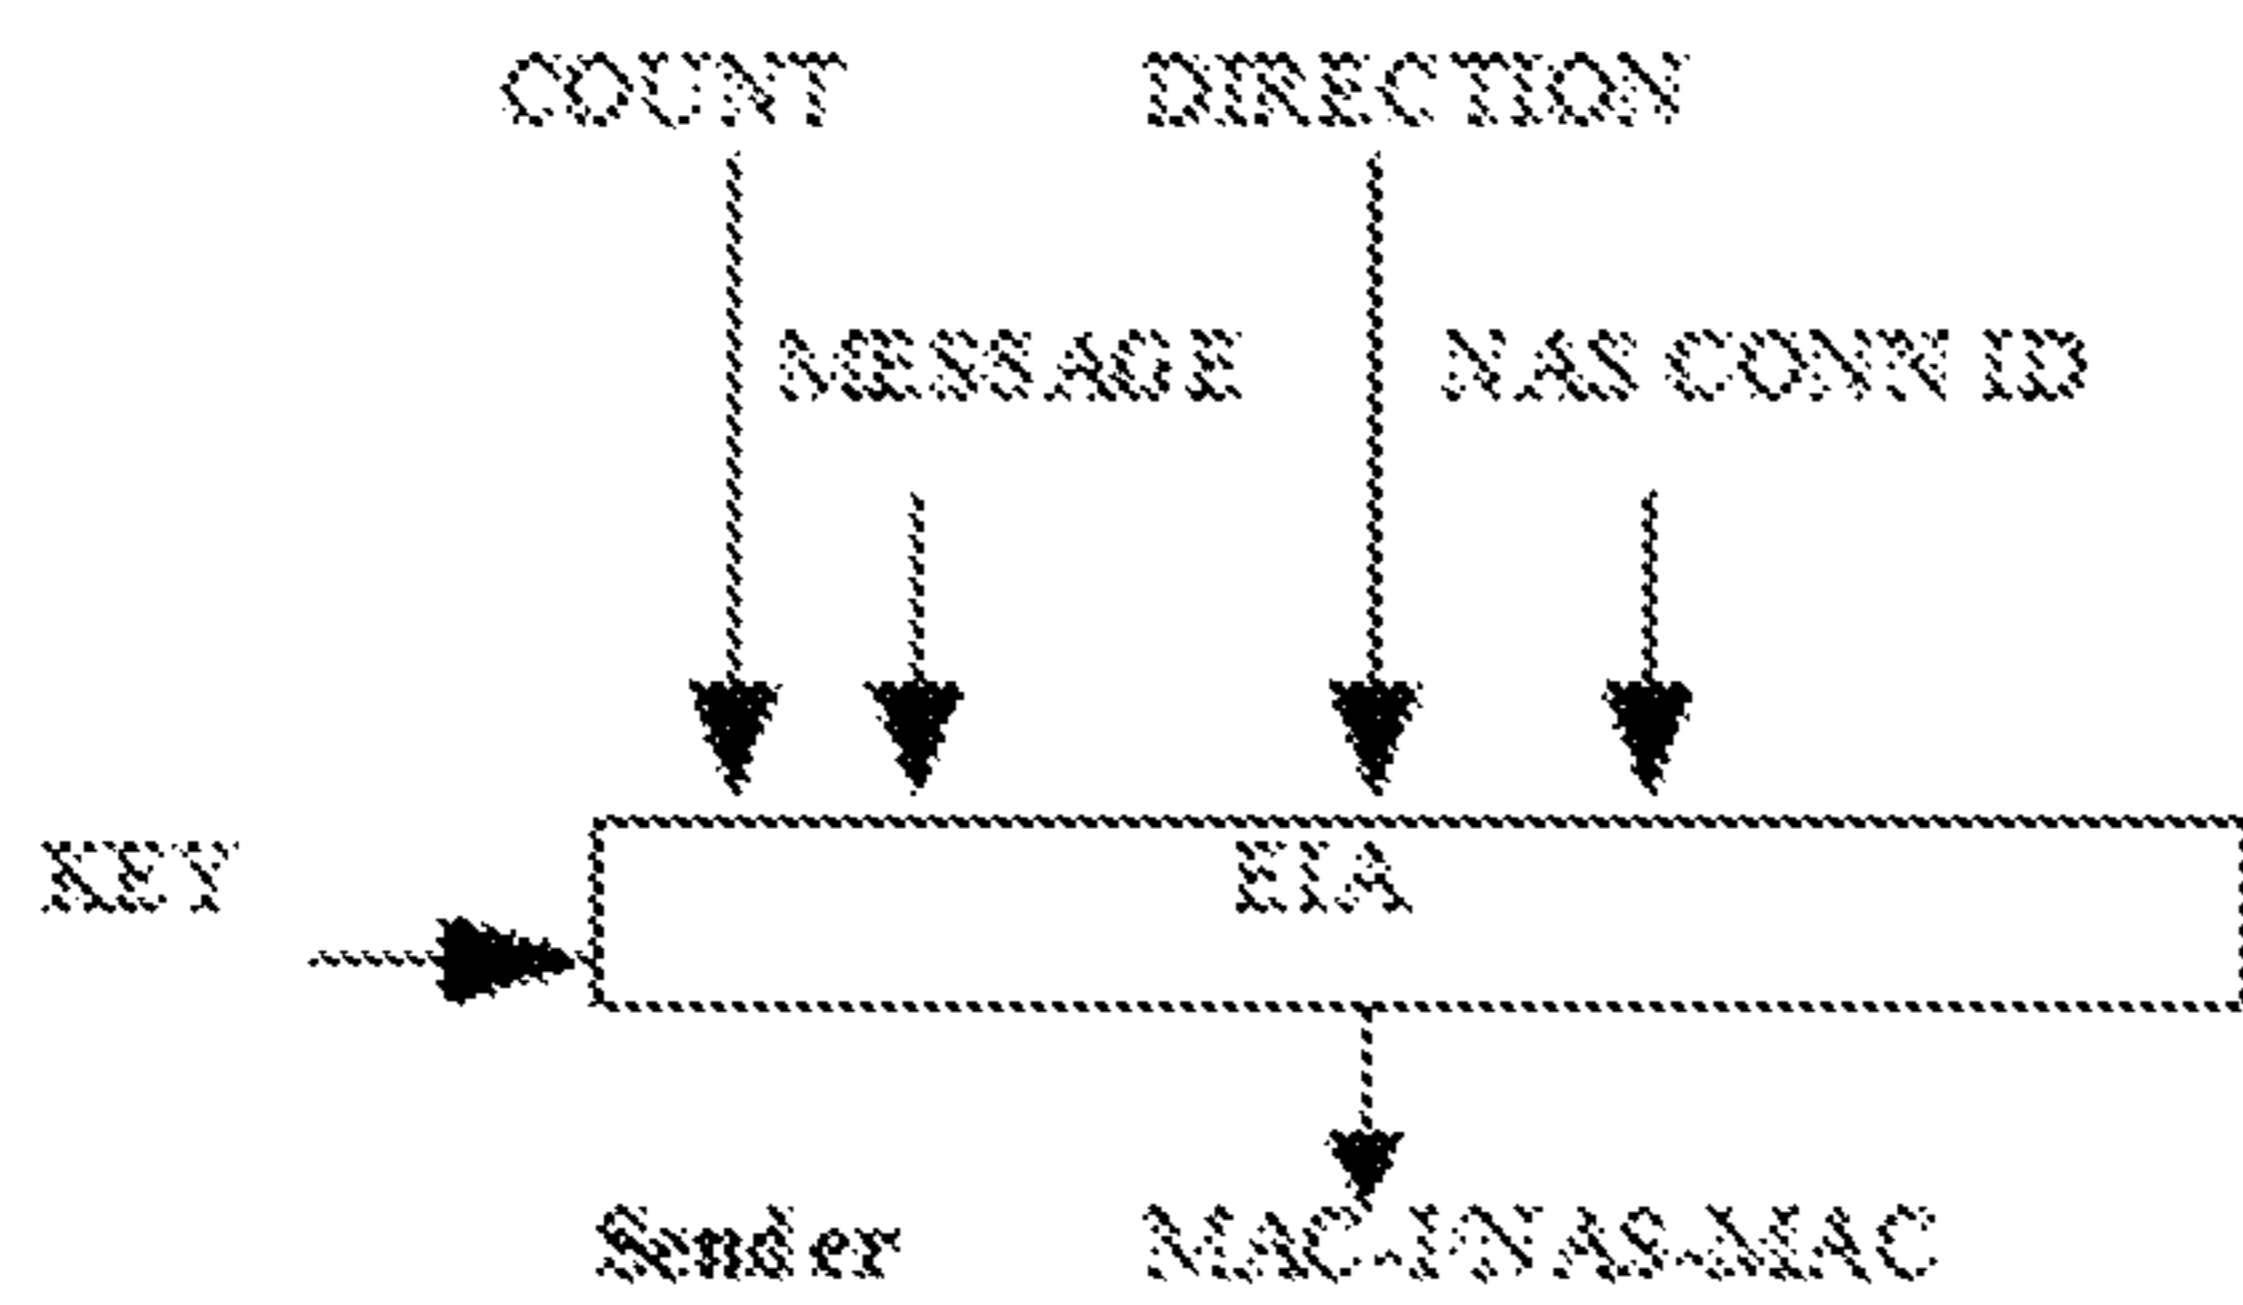 COUNT DIRECTION
MESSAGE NAS CONN ID
KEY EIA
Sender MAC-I/NAS-MAC